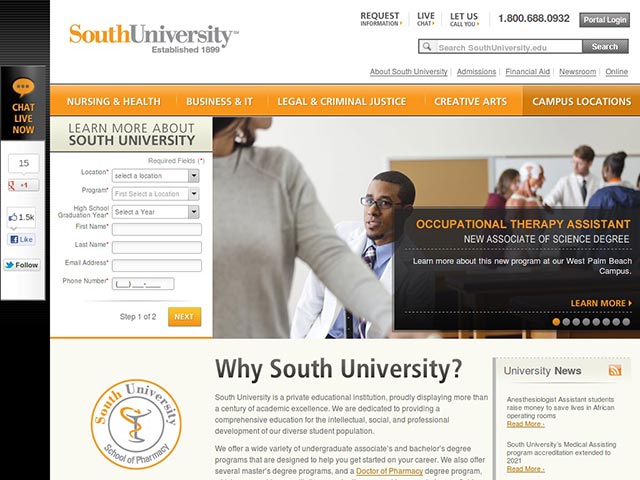 SouthUniversity
Established 1899
REQUEST INFORMATION
LIVE CHAT
LET US CALL YOU
1.800.688.0932
Portal Login
Search SouthUniversity.edu
Search
About South University | Admissions | Financial Aid | Newsroom | Online
NURSING & HEALTH
BUSINESS & IT
LEGAL & CRIMINAL JUSTICE
CREATIVE ARTS
CAMPUS LOCATIONS
CHAT
LIVE
NOW
15
+1
1.5k
Like
Follow
LEARN MORE ABOUT
SOUTH UNIVERSITY
Required Fields (*)
Location* select a location
Program* First Select a Location
High School
Graduation Year* Select a Year
First Name*
Last Name*
Email Address*
Phone Number* (___) ___-____
Step 1 of 2
NEXT
OCCUPATIONAL THERAPY ASSISTANT
NEW ASSOCIATE OF SCIENCE DEGREE
Learn more about this new program at our West Palm Beach
Campus.
LEARN MORE
South University
School of Pharmacy
Why South University?
South University is a private educational institution, proudly displaying more than
a century of academic excellence. We are dedicated to providing a
comprehensive education for the intellectual, social, and professional
development of our diverse student population.
We offer a wide variety of undergraduate associate's and bachelor's degree
programs that are designed to help you get started on your career. We also offer
several master's degree programs, and a Doctor of Pharmacy degree program,
University News
Anesthesiologist Assistant students
raise money to save lives in African
operating rooms
Read More ›
South University's Medical Assisting
program accreditation extended to
2021
Read More ›